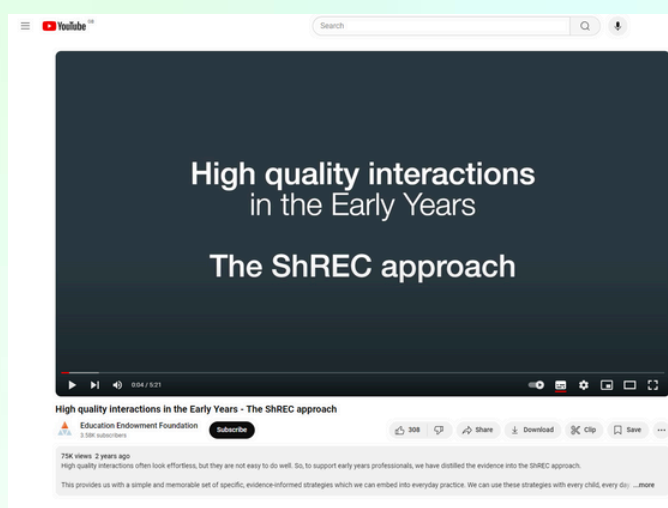 YouTube GB
Search
High quality interactions
in the Early Years
The ShREC approach
0:04 / 5:21
High quality interactions in the Early Years - The ShREC approach
Education Endowment Foundation
3.58K subscribers
Subscribe
308
Share
Download
Clip
Save
75K views 2 years ago
High quality interactions often look effortless, but they are not easy to do well. So, to support early years professionals, we have distilled the evidence into the ShREC approach.
This provides us with a simple and memorable set of specific, evidence-informed strategies which we can embed into everyday practice. We can use these strategies with every child, every day ...more